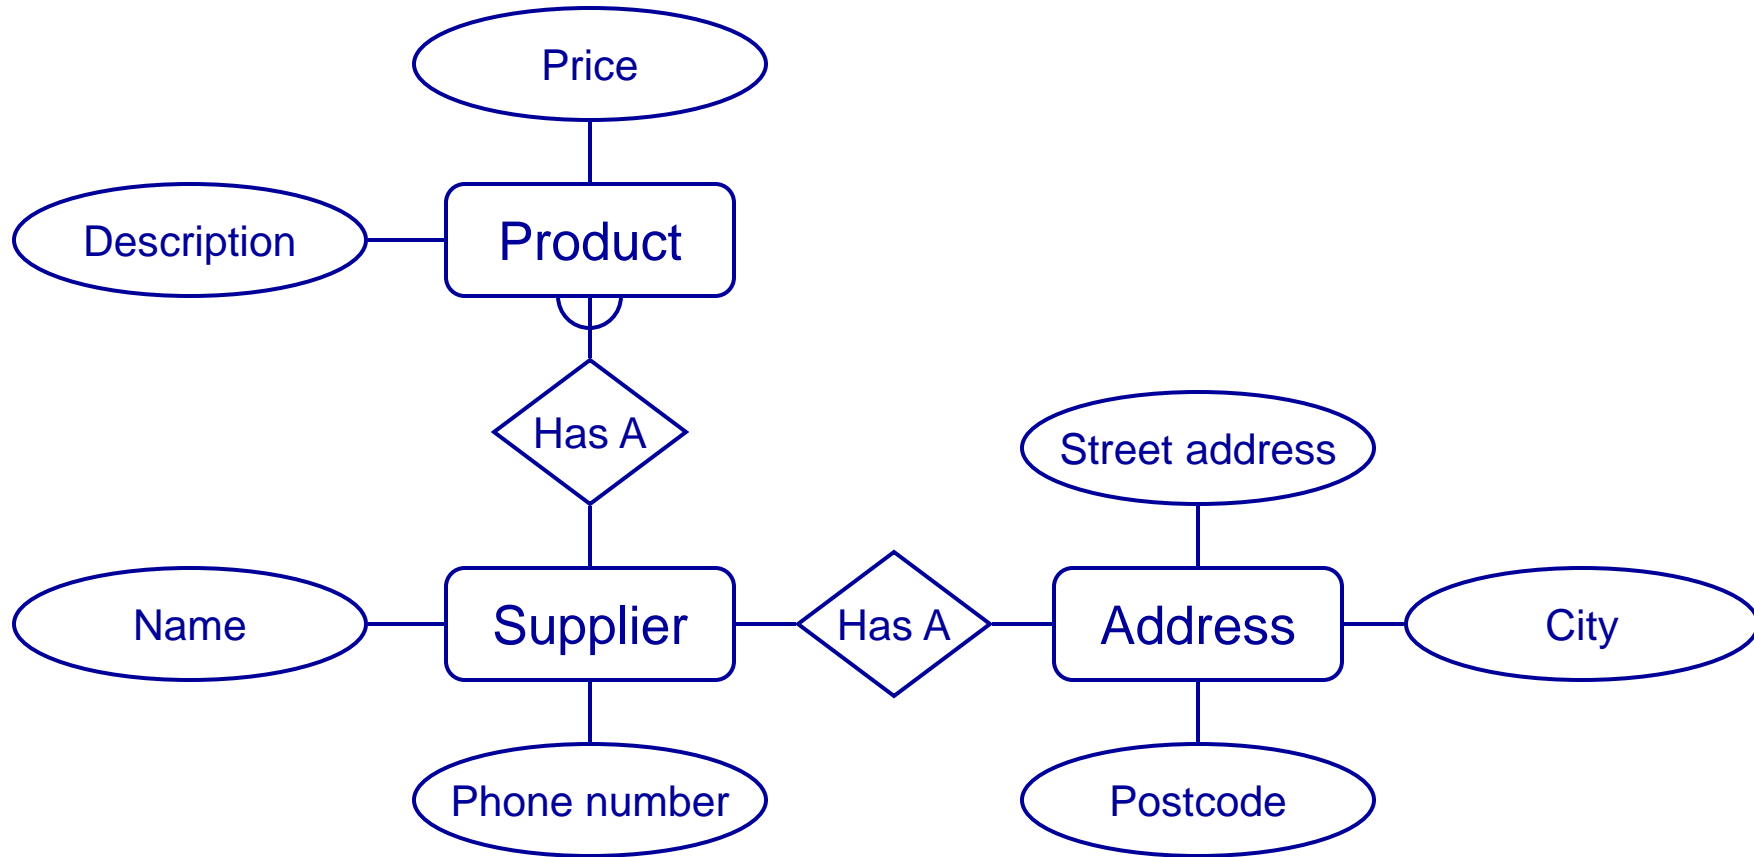 Price
Description
Product
Has A
Street address
Name
Supplier
Has A
Address
City
Phone number
Postcode